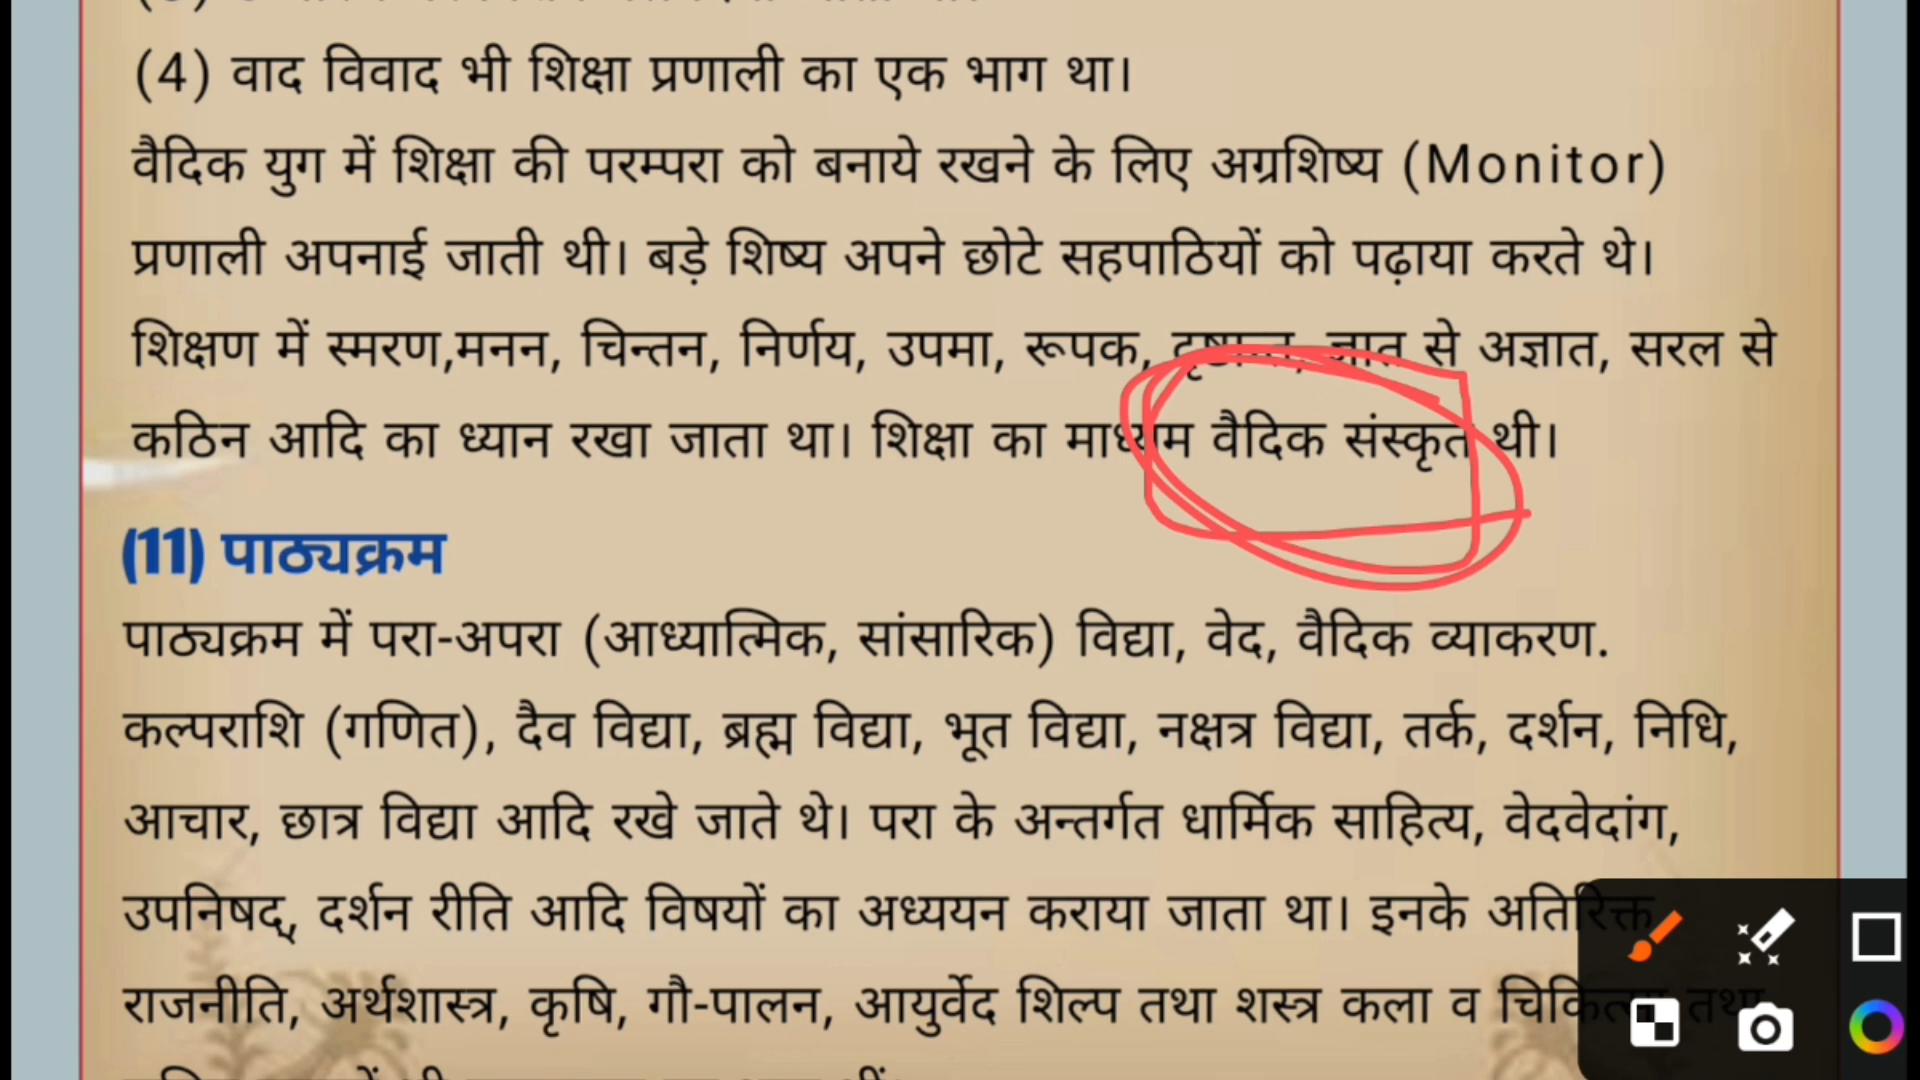 (4) वाद विवाद भी शिक्षा प्रणाली का एक भाग था।
वैदिक युग में शिक्षा की परम्परा को बनाये रखने के लिए अग्रशिष्य (Monitor)
प्रणाली अपनाई जाती थी। बड़े शिष्य अपने छोटे सहपाठियों को पढ़ाया करते थे।
शिक्षण में स्मरण,मनन, चिन्तन, निर्णय, उपमा, रूपक, दृष्टान्त, ज्ञात से अज्ञात, सरल से
कठिन आदि का ध्यान रखा जाता था। शिक्षा का माध्यम वैदिक संस्कृत थी।
(11) पाठ्यक्रम
पाठ्यक्रम में परा-अपरा (आध्यात्मिक, सांसारिक) विद्या, वेद, वैदिक व्याकरण.
कल्पराशि (गणित), दैव विद्या, ब्रह्म विद्या, भूत विद्या, नक्षत्र विद्या, तर्क, दर्शन, निधि,
आचार, छात्र विद्या आदि रखे जाते थे। परा के अन्तर्गत धार्मिक साहित्य, वेदवेदांग,
उपनिषद्, दर्शन रीति आदि विषयों का अध्ययन कराया जाता था। इनके अतिरिक्त
राजनीति, अर्थशास्त्र, कृषि, गौ-पालन, आयुर्वेद शिल्प तथा शस्त्र कला व चिकित्सा तथा